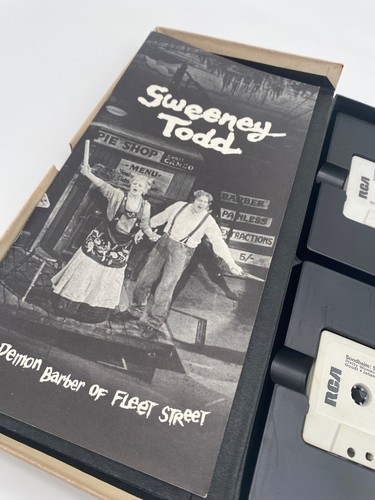 Sweeney
Todd
PIE SHOP
MENU
BARBER
PAINLESS
EXTRACTIONS
5/-
Demon Barber OF FLEET STREET
RCA
Sondheim: S
RCA